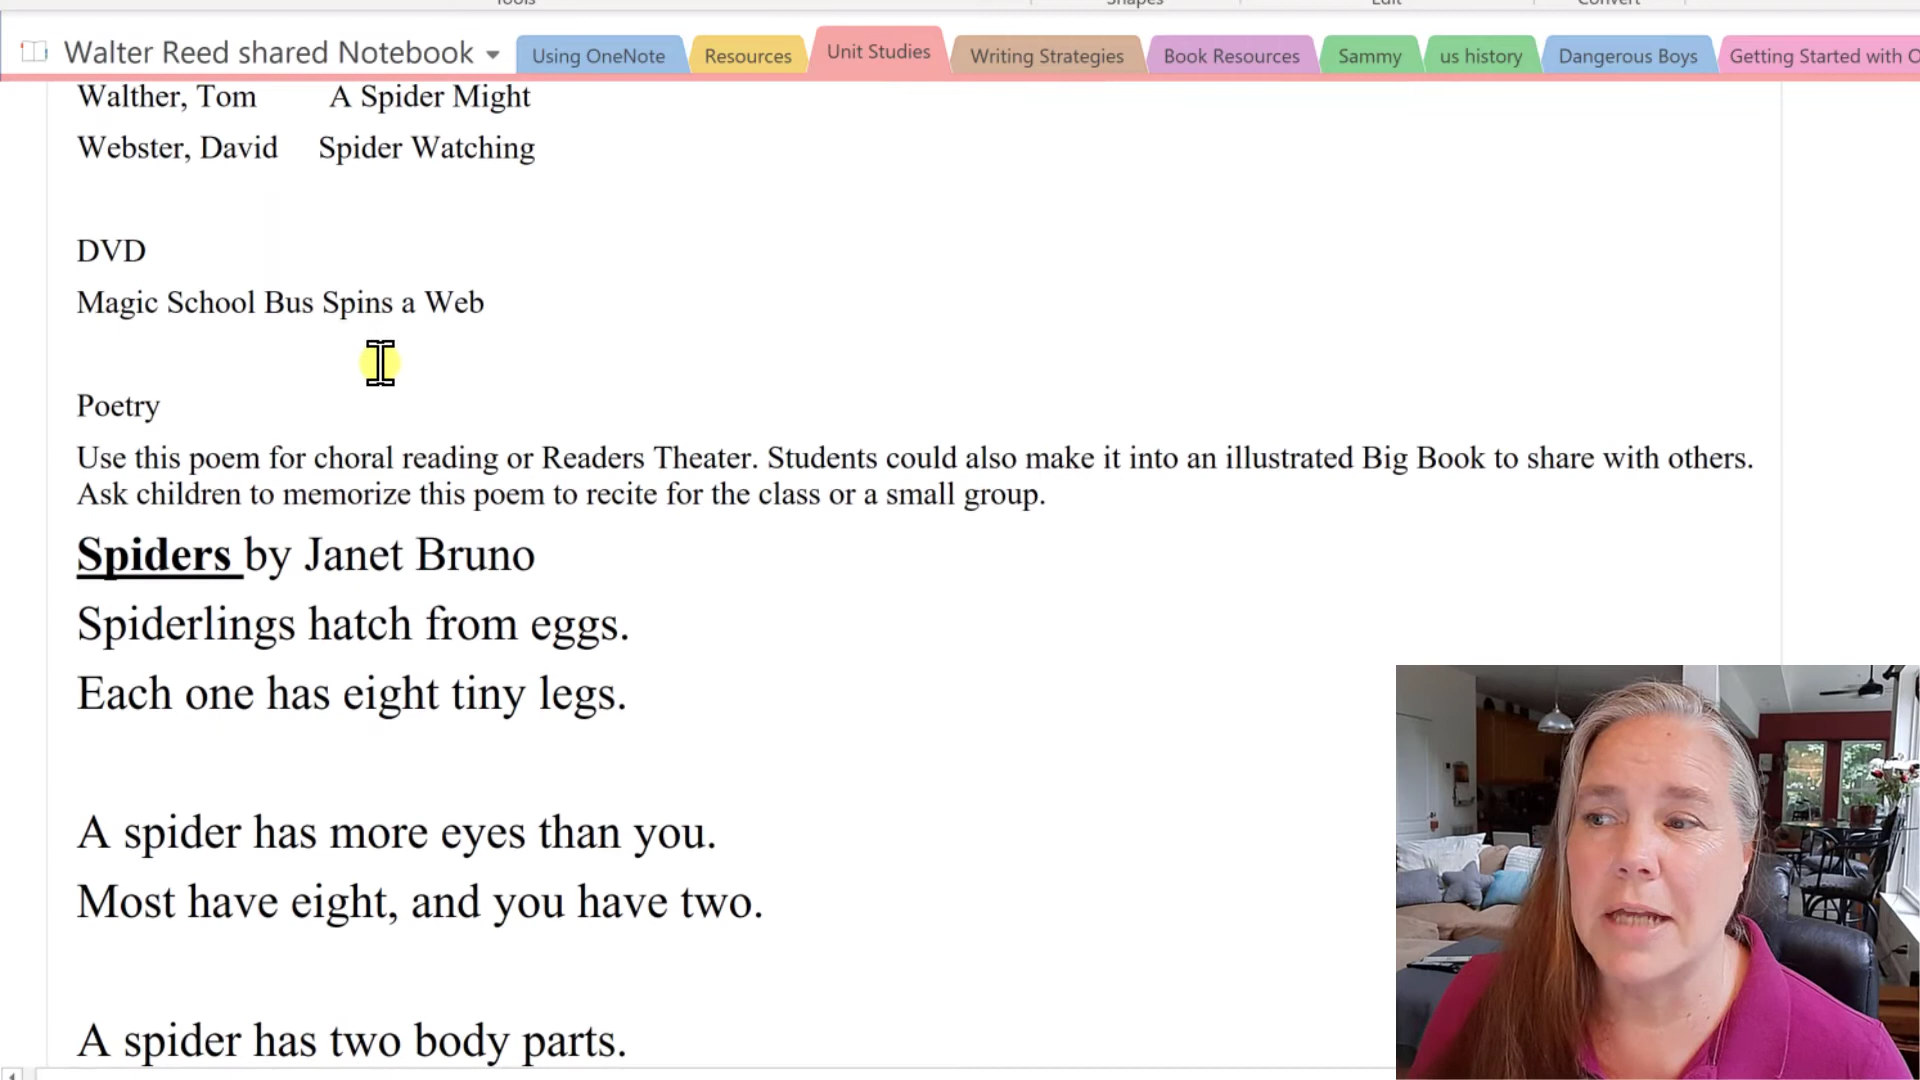 Tools Shapes Edit Convert
Walter Reed shared Notebook Using OneNote Resources Unit Studies Writing Strategies Book Resources Sammy us history Dangerous Boys Getting Started with O
Walther, Tom A Spider Might
Webster, David Spider Watching
DVD
Magic School Bus Spins a Web
Poetry
Use this poem for choral reading or Readers Theater. Students could also make it into an illustrated Big Book to share with others.
Ask children to memorize this poem to recite for the class or a small group.
Spiders by Janet Bruno
Spiderlings hatch from eggs.
Each one has eight tiny legs.
A spider has more eyes than you.
Most have eight, and you have two.
A spider has two body parts.